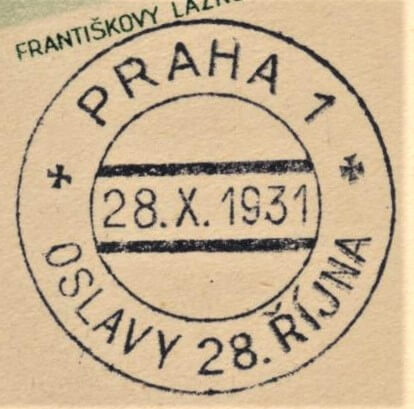 FRANTIŠKOVY
PRAHA 1
28.X.1931
OSLAVY 28. ŘÍJNA